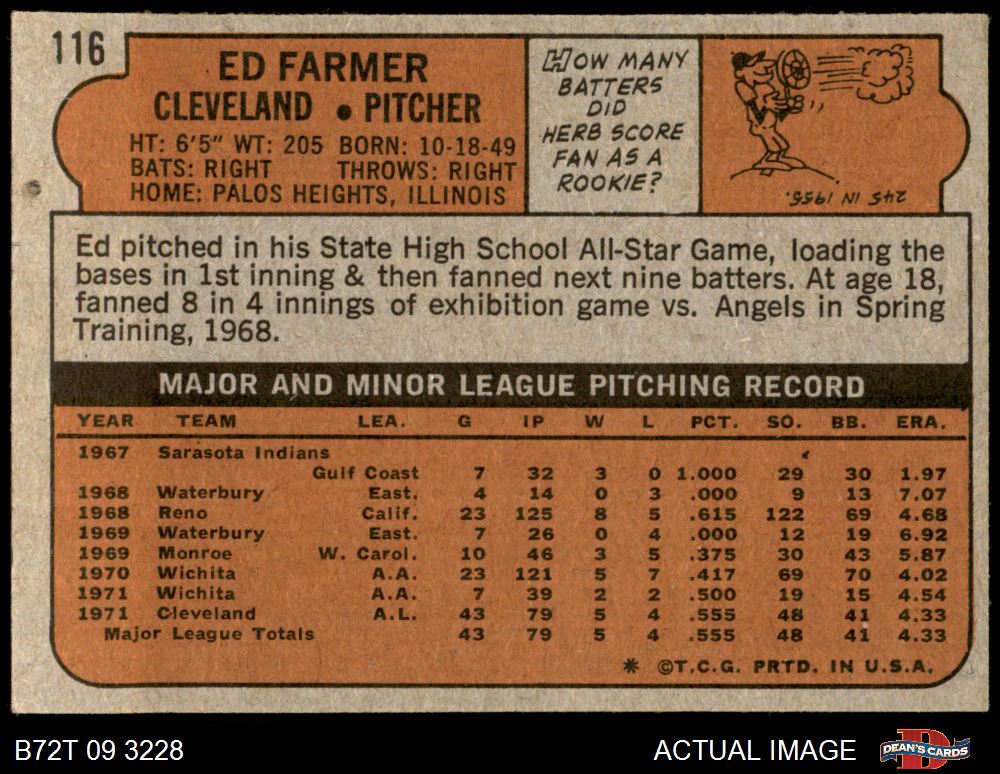 116
ED FARMER
CLEVELAND • PITCHER
HT: 6'5" WT: 205 BORN: 10-18-49
BATS: RIGHT THROWS: RIGHT
HOME: PALOS HEIGHTS, ILLINOIS
HOW MANY
BATTERS
DID
HERB SCORE
FAN AS A
ROOKIE?
245 IN 1955.
Ed pitched in his State High School All-Star Game, loading the
bases in 1st inning & then fanned next nine batters. At age 18,
fanned 8 in 4 innings of exhibition game vs. Angels in Spring
Training, 1968.
MAJOR AND MINOR LEAGUE PITCHING RECORD
YEAR TEAM LEA. G IP W L PCT. SO. BB. ERA.
1967 Sarasota Indians
Gulf Coast 7 32 3 0 1.000 29 30 1.97
1968 Waterbury East. 4 14 0 3 .000 9 13 7.07
1968 Reno Calif. 23 125 8 5 .615 122 69 4.68
1969 Waterbury East. 7 26 0 4 .000 12 19 6.92
1969 Monroe W. Carol. 10 46 3 5 .375 30 43 5.87
1970 Wichita A.A. 23 121 5 7 .417 69 70 4.02
1971 Wichita A.A. 7 39 2 2 .500 19 15 4.54
1971 Cleveland A.L. 43 79 5 4 .555 48 41 4.33
Major League Totals 43 79 5 4 .555 48 41 4.33
* ©T.C.G. PRTD. IN U.S.A.
B72T 09 3228 ACTUAL IMAGE DEAN'S CARDS